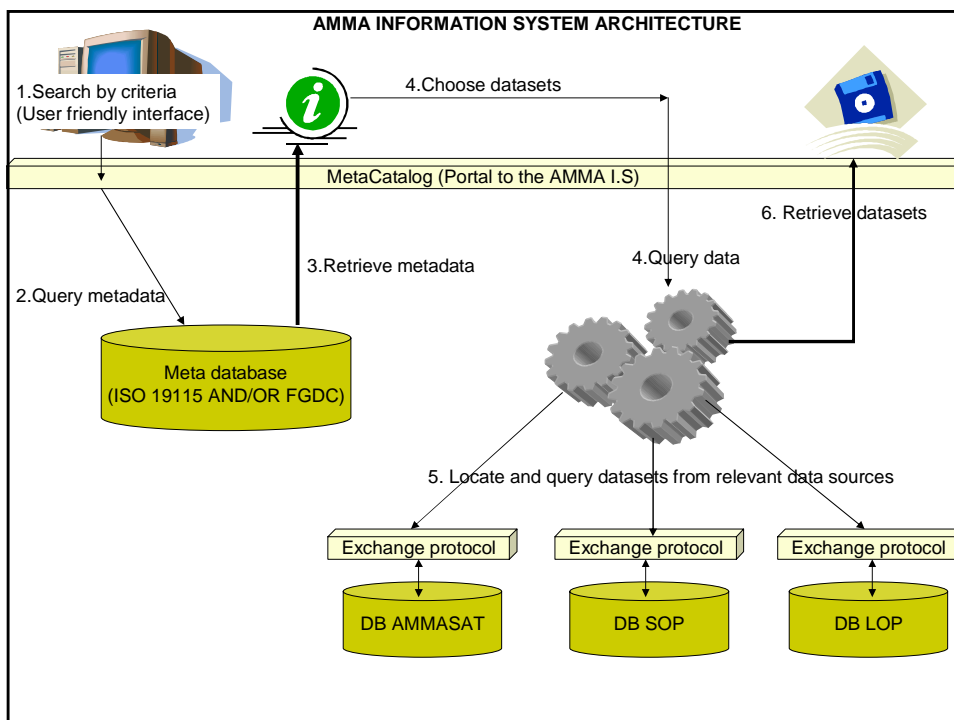 AMMA INFORMATION SYSTEM ARCHITECTURE
1.Search by criteria
(User friendly interface)
4.Choose datasets
MetaCatalog (Portal to the AMMA I.S)
6. Retrieve datasets
3.Retrieve metadata
4.Query data
2.Query metadata
Meta database
(ISO 19115 AND/OR FGDC)
5. Locate and query datasets from relevant data sources
Exchange protocol
Exchange protocol
Exchange protocol
DB AMMASAT
DB SOP
DB LOP